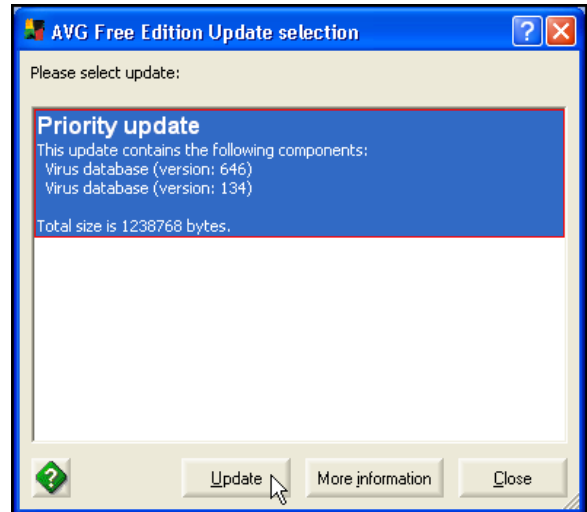 AVG Free Edition Update selection
Please select update:
Priority update
This update contains the following components:
Virus database (version: 646)
Virus database (version: 134)
Total size is 1238768 bytes.
Update
More information
Close